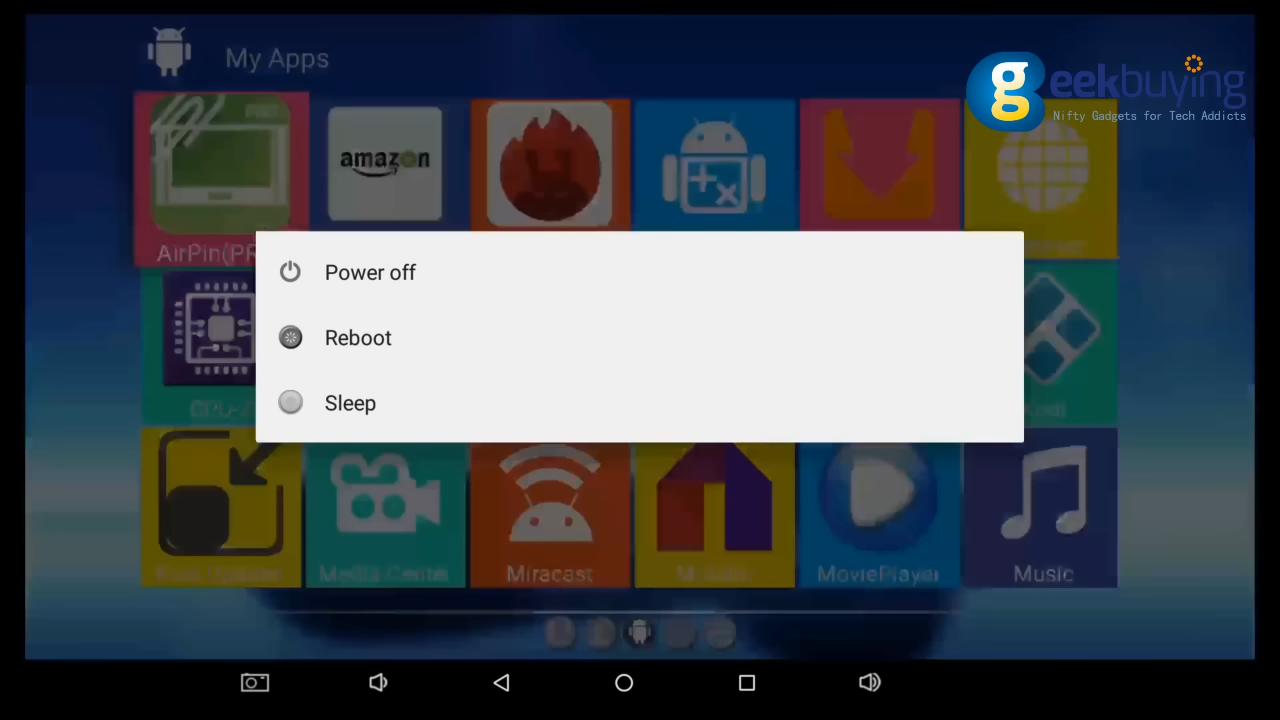 My Apps
geekbuying
Nifty Gadgets for Tech Addicts
amazon
AirPin(PR
Power off
Reboot
Sleep
Media Center
Miracast
MoviePlayer
Music